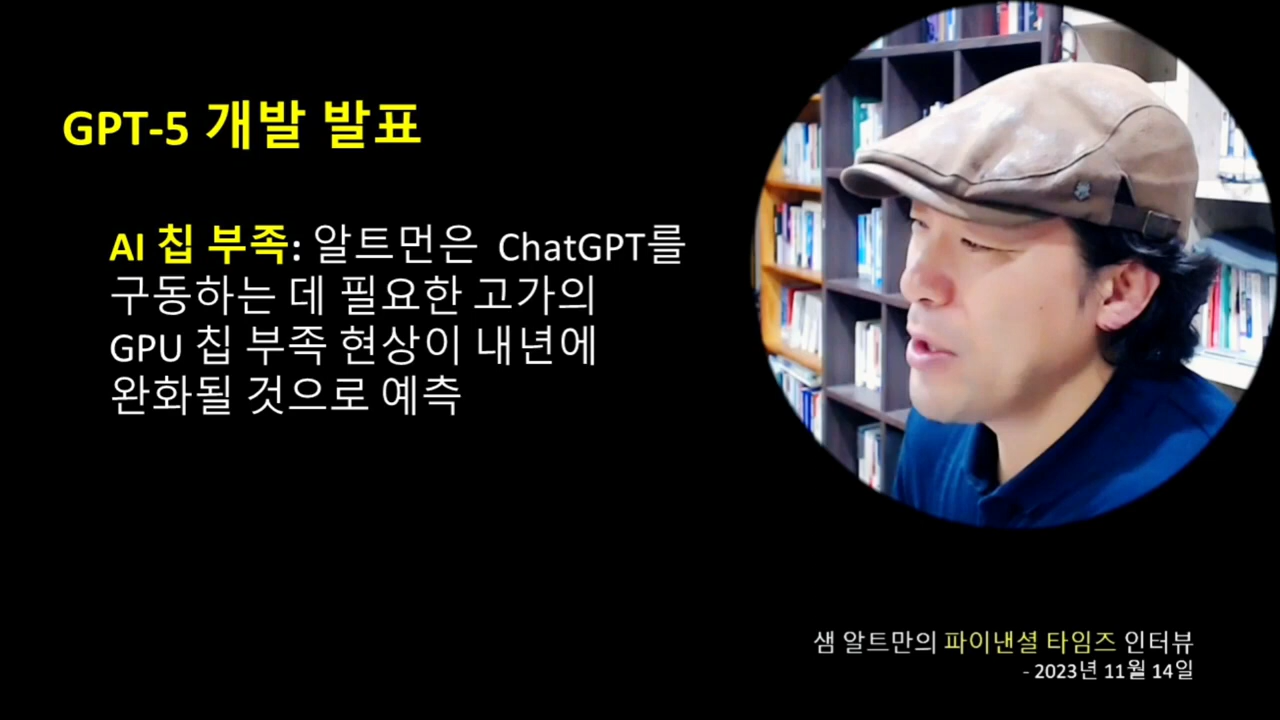 GPT-5 개발 발표
AI 칩 부족: 알트먼은 ChatGPT를
구동하는 데 필요한 고가의
GPU 칩 부족 현상이 내년에
완화될 것으로 예측
샘 알트만의 파이낸셜 타임즈 인터뷰
- 2023년 11월 14일